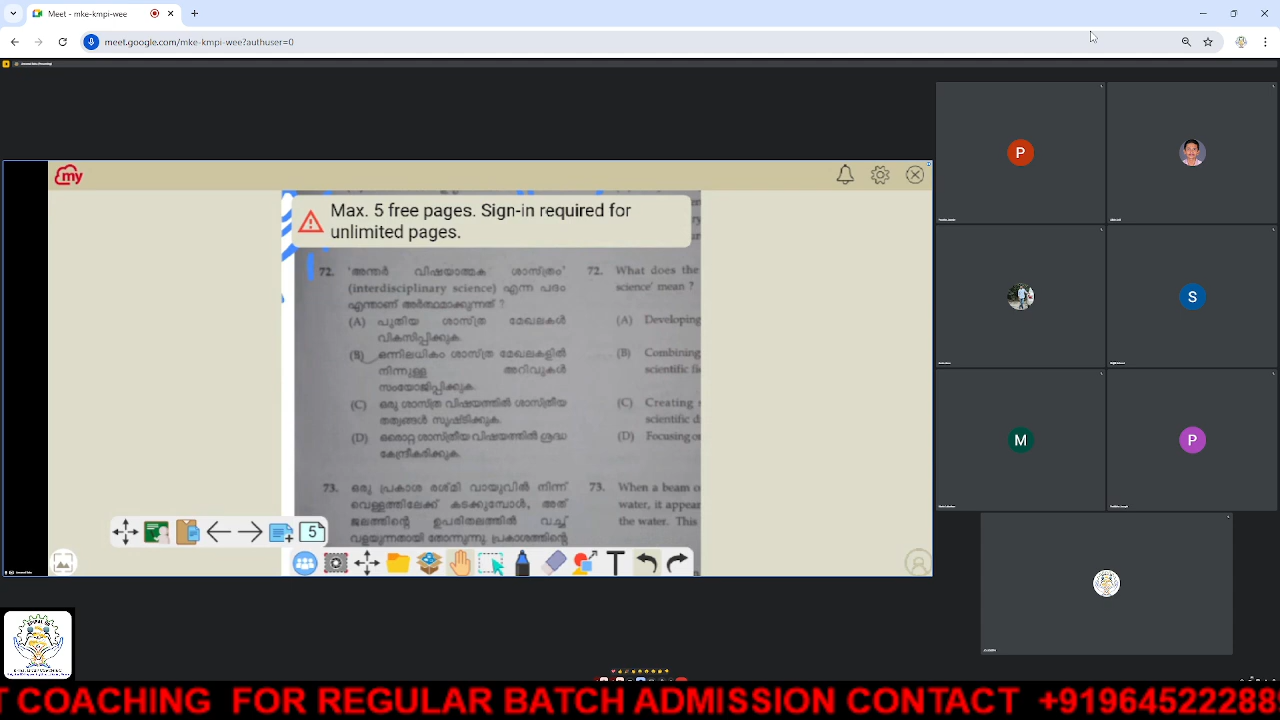 Meet - mke-kmpi-wee
meet.google.com/mke-kmpi-wee?authuser=0
my
Max. 5 free pages. Sign-in required for
unlimited pages.
72. 'അന്തർ വിഷയാത്മക ശാസ്ത്രം'
(interdisciplinary science) എന്ന പദം
എന്താണ് അർത്ഥമാക്കുന്നത് ?
(A) പുതിയ ശാസ്ത്ര മേഖലകൾ
വികസിപ്പിക്കുക
(B) ഒന്നിലധികം ശാസ്ത്ര മേഖലകളിൽ
നിന്നുള്ള അറിവുകൾ
സംയോജിപ്പിക്കുക
(C) ഒരു ശാസ്ത്ര വിഷയത്തിൽ ശാസ്ത്രീയ
തത്വങ്ങൾ സൃഷ്ടിക്കുക
(D) ഒരൊറ്റ ശാസ്ത്രീയ വിഷയത്തിൽ ശ്രദ്ധ
കേന്ദ്രീകരിക്കുക
73. ഒരു പ്രകാശ രശ്മി വായുവിൽ നിന്ന്
വെള്ളത്തിലേക്ക് കടക്കുമ്പോൾ, അത്
ജലത്തിന്റെ ഉപരിതലത്തിൽ വച്ച്
വളയുന്നതായി തോന്നുന്നു. പ്രകാശത്തിന്റെ
72. What does the
science' mean ?
(A) Developing
(B) Combining
scientific fi
(C) Creating
scientific d
(D) Focusing o
73. When a beam o
water, it appea
the water. This
5
T
P
S
M
P
T COACHING FOR REGULAR BATCH ADMISSION CONTACT +91964522288